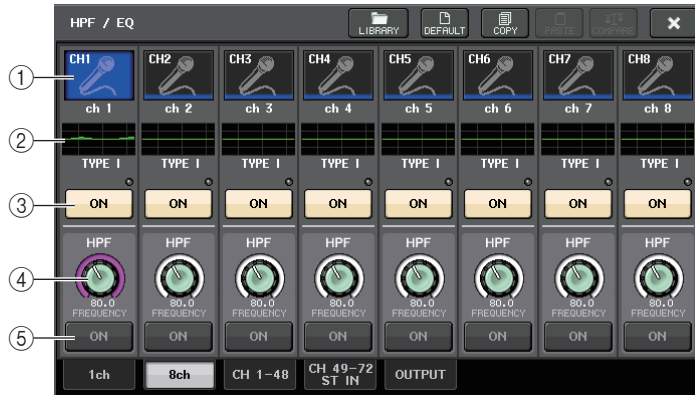 HPF / EQ
LIBRARY DEFAULT COPY PASTE COMPARE
CH1 CH2 CH3 CH4 CH5 CH6 CH7 CH8
① ch 1 ch 2 ch 3 ch 4 ch 5 ch 6 ch 7 ch 8
② TYPE I TYPE I TYPE I TYPE I TYPE I TYPE I TYPE I TYPE I
③ ON ON ON ON ON ON ON ON
HPF HPF HPF HPF HPF HPF HPF HPF
④ 80.0 80.0 80.0 80.0 80.0 80.0 80.0 80.0
FREQUENCY FREQUENCY FREQUENCY FREQUENCY FREQUENCY FREQUENCY FREQUENCY FREQUENCY
⑤ ON ON ON ON ON ON ON ON
1ch 8ch CH 1-48 CH 49-72 ST IN OUTPUT